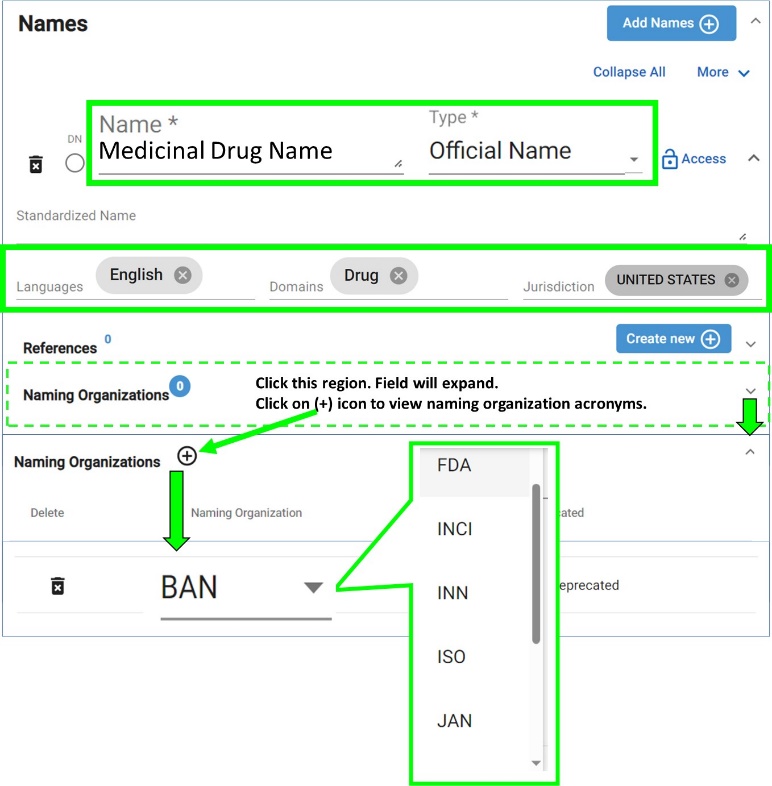 Names
Add Names
Collapse All More
DN
Name *
Medicinal Drug Name
Type *
Official Name
Access
Standardized Name
Languages English Domains Drug Jurisdiction UNITED STATES
References 0
Create new
Naming Organizations 0
Click this region. Field will expand.
Click on (+) icon to view naming organization acronyms.
Naming Organizations
Delete Naming Organization ated
BAN
eprecated
FDA
INCI
INN
ISO
JAN